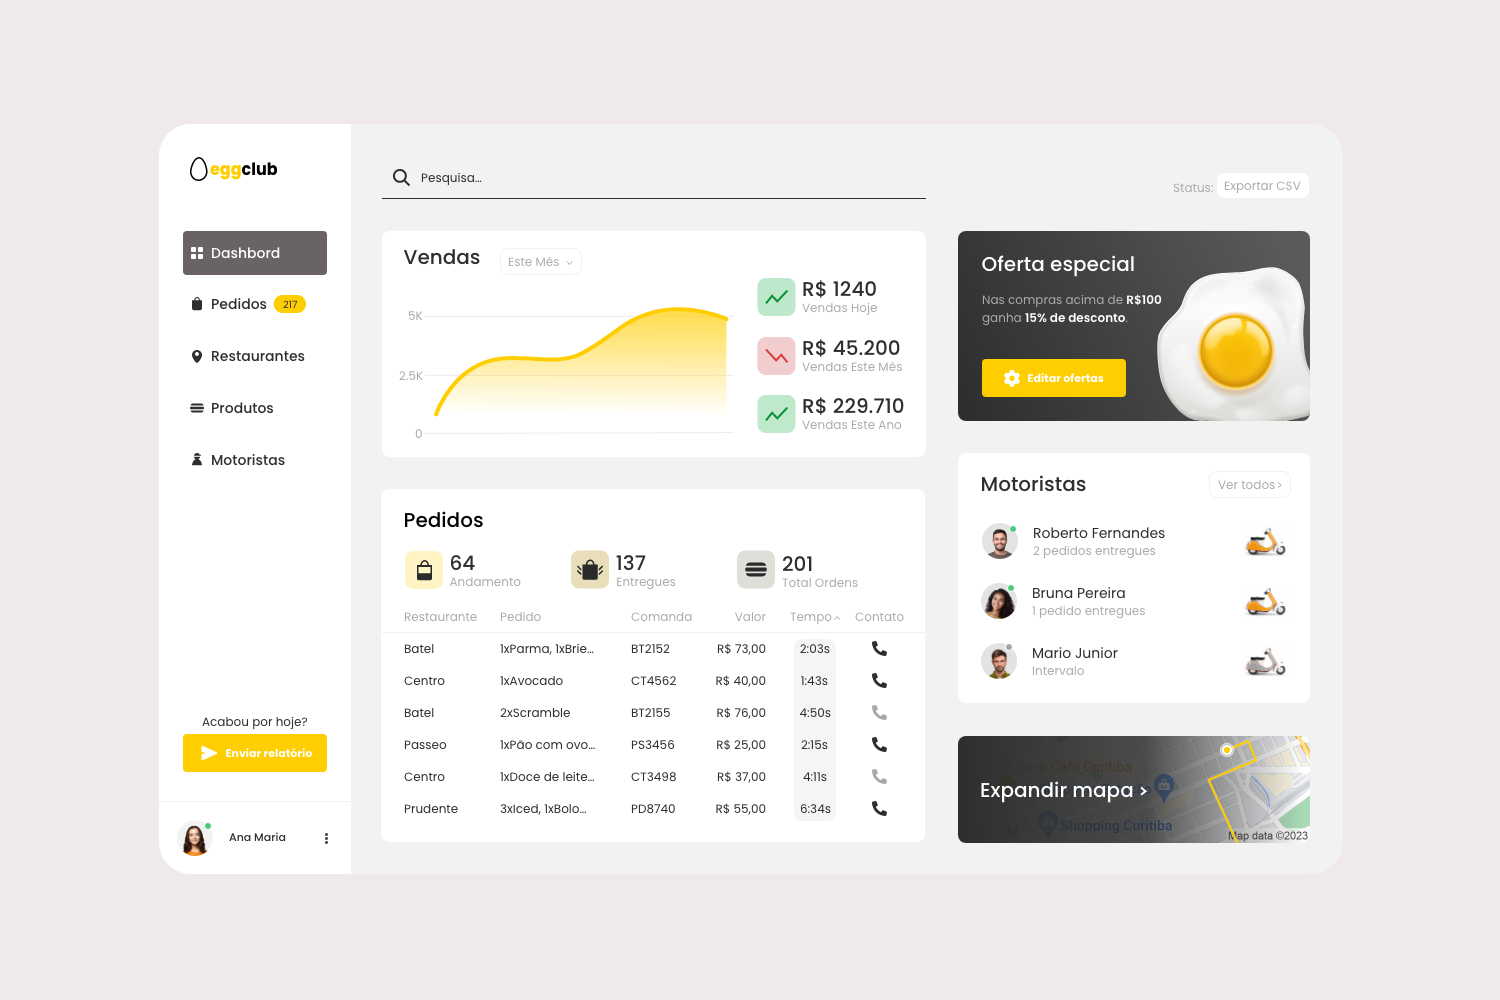 eggclub
Dashbord
Pedidos 217
Restaurantes
Produtos
Motoristas
Acabou por hoje?
Enviar relatório
Ana Maria
Pesquisa...
Status: Exportar CSV
Vendas Este Mês
5K
2.5K
0
R$ 1240
Vendas Hoje
R$ 45.200
Vendas Este Mês
R$ 229.710
Vendas Este Ano
Pedidos
64
Andamento
137
Entregues
201
Total Ordens
Restaurante Pedido Comanda Valor Tempo Contato
Batel 1xParma, 1xBrie... BT2152 R$ 73,00 2:03s
Centro 1xAvocado CT4562 R$ 40,00 1:43s
Batel 2xScramble BT2155 R$ 76,00 4:50s
Passeo 1xPão com ovo... PS3456 R$ 25,00 2:15s
Centro 1xDoce de leite... CT3498 R$ 37,00 4:11s
Prudente 3xIced, 1xBolo... PD8740 R$ 55,00 6:34s
Oferta especial
Nas compras acima de R$100
ganha 15% de desconto.
Editar ofertas
Motoristas
Ver todos >
Roberto Fernandes
2 pedidos entregues
Bruna Pereira
1 pedido entregues
Mario Junior
Intervalo
Rock Cafe Curitiba
Expandir mapa >
Shopping Curitiba
Map data ©2023